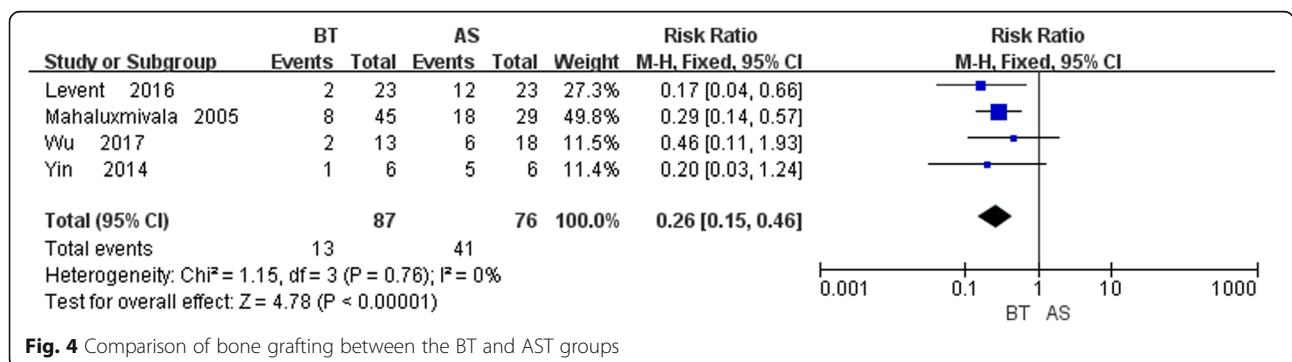 BT AS Risk Ratio Risk Ratio
Study or Subgroup Events Total Events Total Weight M-H, Fixed, 95% CI M-H, Fixed, 95% CI
Levent 2016 2 23 12 23 27.3% 0.17 [0.04, 0.66]
Mahaluxmivala 2005 8 45 18 29 49.8% 0.29 [0.14, 0.57]
Wu 2017 2 13 6 18 11.5% 0.46 [0.11, 1.93]
Yin 2014 1 6 5 6 11.4% 0.20 [0.03, 1.24]
Total (95% CI) 87 76 100.0% 0.26 [0.15, 0.46]
Total events 13 41
Heterogeneity: Chi² = 1.15, df = 3 (P = 0.76); I² = 0%
Test for overall effect: Z = 4.78 (P < 0.00001)
0.001 0.1 1 10 1000
BT AS
Fig. 4 Comparison of bone grafting between the BT and AST groups